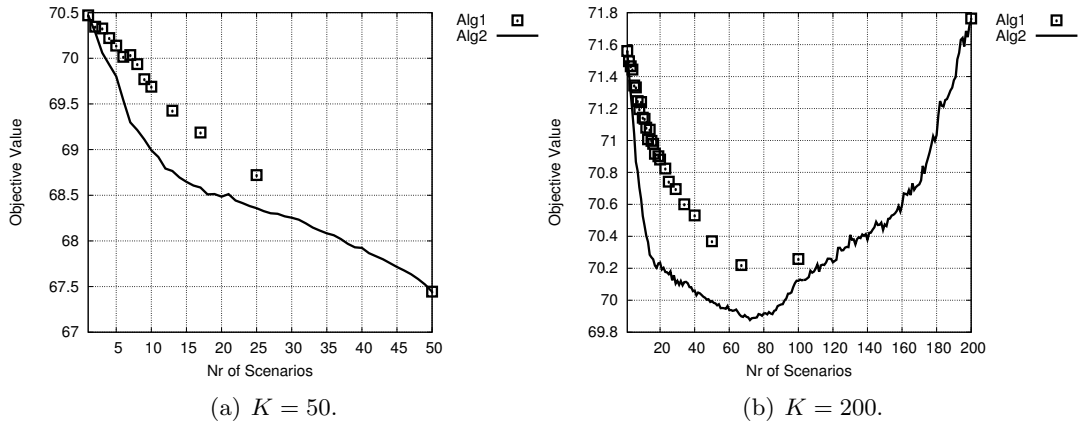 70.5
70
69.5
69
68.5
68
67.5
67
5 10 15 20 25 30 35 40 45 50
Objective Value
Nr of Scenarios
Alg1
Alg2
(a) K = 50.
71.8
71.6
71.4
71.2
71
70.8
70.6
70.4
70.2
70
69.8
20 40 60 80 100 120 140 160 180 200
Objective Value
Nr of Scenarios
Alg1
Alg2
(b) K = 200.